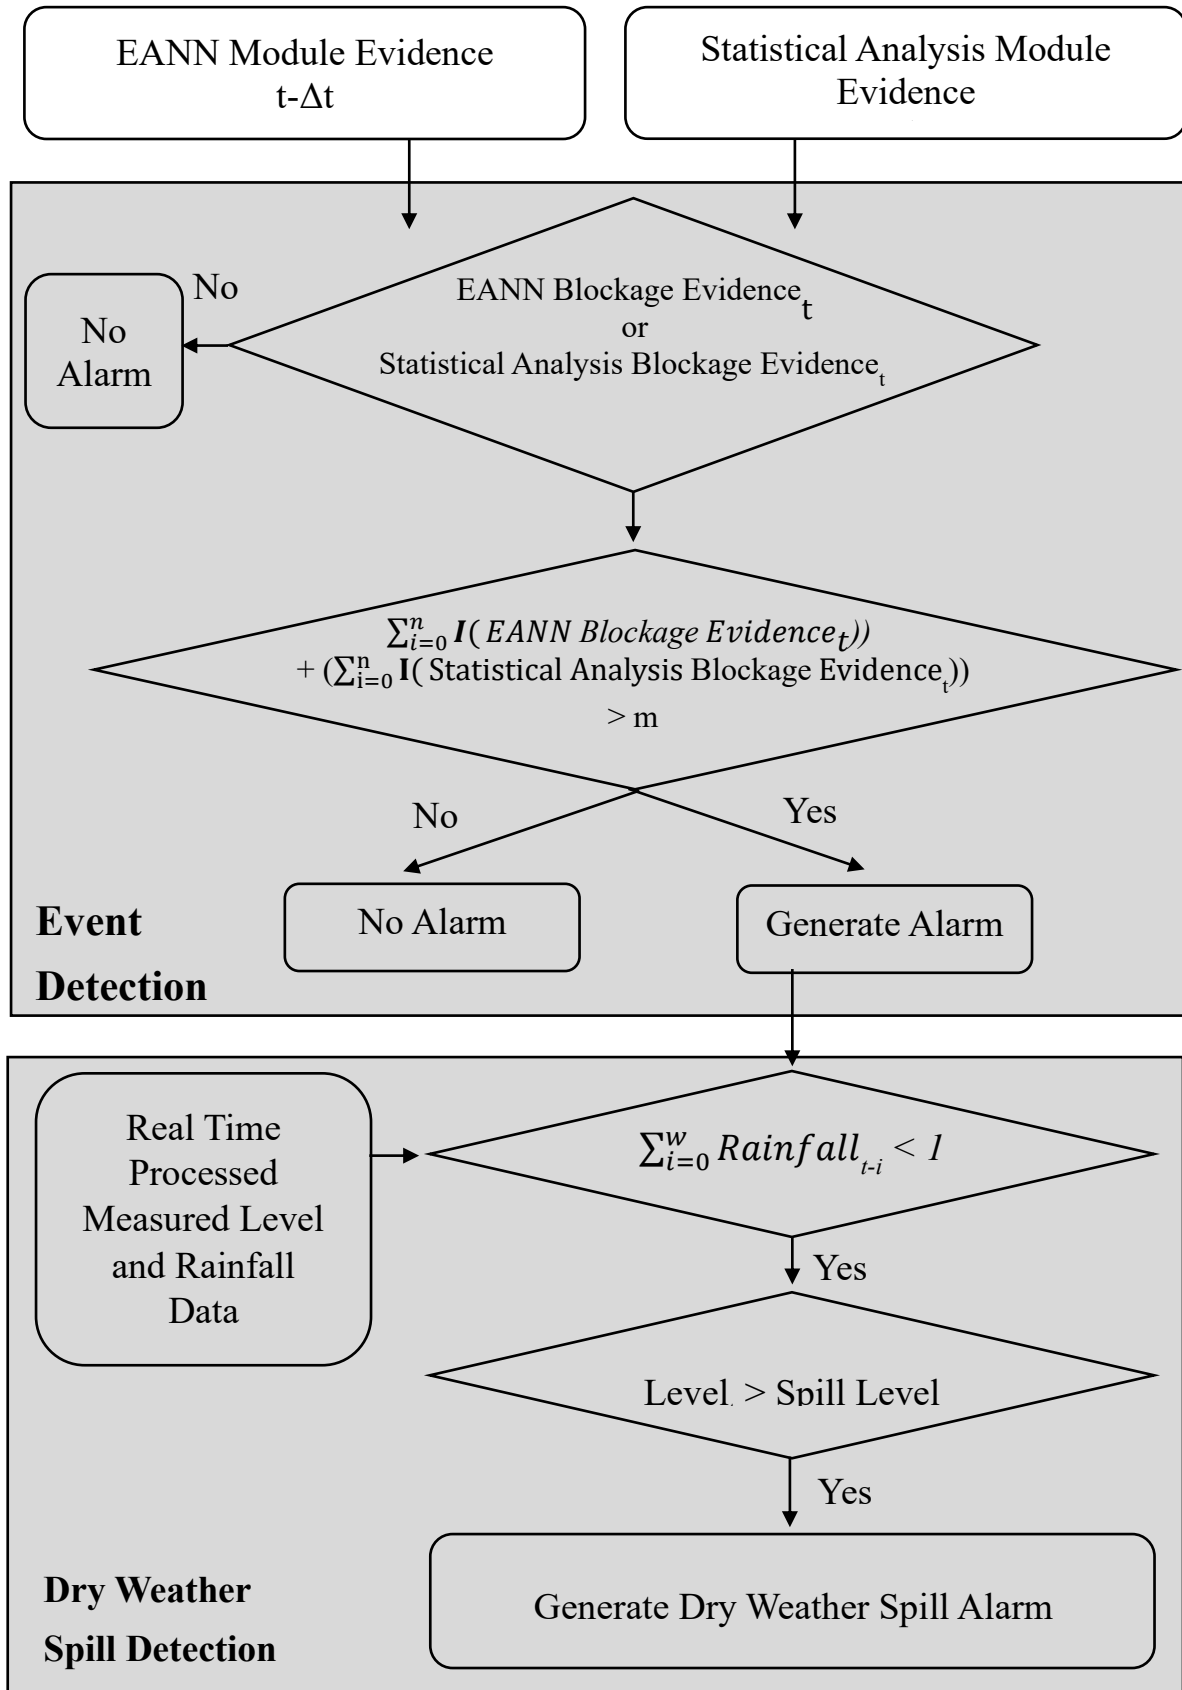 EANN Module Evidence
t-Δt
Statistical Analysis Module
Evidence
No
No
Alarm
EANN Blockage Evidence_t
or
Statistical Analysis Blockage Evidence_t
∑_{i=0}^{n} I( EANN Blockage Evidence_t))
+ (∑_{i=0}^{n} I( Statistical Analysis Blockage Evidence_t))
> m
No
Yes
No Alarm
Generate Alarm
Event
Detection
Real Time
Processed
Measured Level
and Rainfall
Data
∑_{i=0}^{w} Rainfall_{t-i} < 1
Yes
Level > Spill Level
Yes
Generate Dry Weather Spill Alarm
Dry Weather
Spill Detection